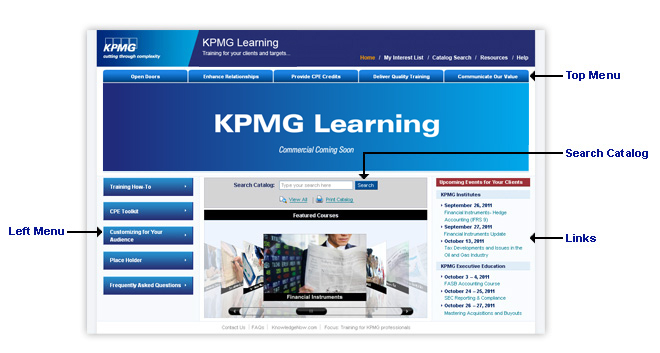 KPMG
cutting through complexity
KPMG Learning
Training for your clients and targets...
Home / My Interest List / Catalog Search / Resources / Help
Open Doors
Enhance Relationships
Provide CPE Credits
Deliver Quality Training
Communicate Our Value
Top Menu
KPMG Learning
Commercial Coming Soon
Search Catalog
Left Menu
Training How-To
CPE Toolkit
Customizing for Your
Audience
Place Holder
Frequently Asked Questions
Search Catalog: Type your search here Search
View All | Print Catalog
Featured Courses
Financial Instruments
Upcoming Events for Your Clients
KPMG Institutes
• September 26, 2011
Financial Instruments- Hedge
Accounting (IFRS 9)
• September 27, 2011
Financial Instruments Update
• October 13, 2011
Tax Developments and Issues in the
Oil and Gas Industry
KPMG Executive Education
• October 3 – 4, 2011
FASB Accounting Course
• October 24 – 25, 2011
SEC Reporting & Compliance
• October 26 – 27, 2011
Mastering Acquisitions and Buyouts
Links
Contact Us | FAQs | KnowledgeNow.com | Focus: Training for KPMG professionals